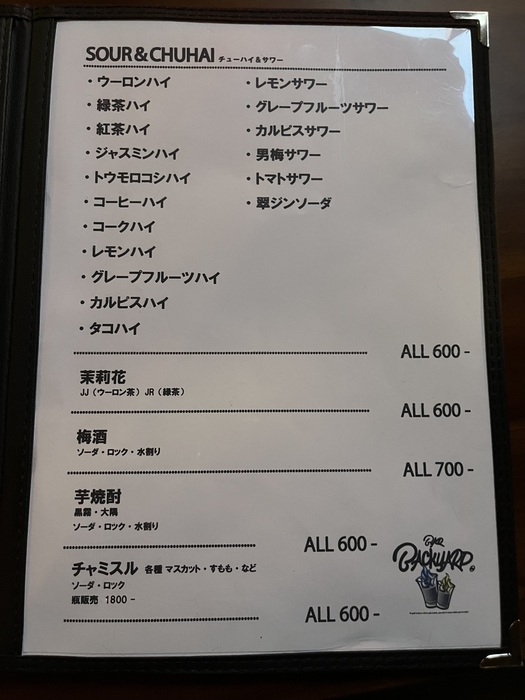 SOUR&CHUHAI チューハイ&サワー
・ウーロンハイ
・緑茶ハイ
・紅茶ハイ
・ジャスミンハイ
・トウモロコシハイ
・コーヒーハイ
・コークハイ
・レモンハイ
・グレープフルーツハイ
・カルピスハイ
・タコハイ
・レモンサワー
・グレープフルーツサワー
・カルピスサワー
・男梅サワー
・トマトサワー
・翠ジンソーダ
ALL 600 -
茉莉花
JJ（ウーロン茶）JR（緑茶）
ALL 600 -
梅酒
ソーダ・ロック・水割り
ALL 700 -
芋焼酎
黒霧・大隅
ソーダ・ロック・水割り
ALL 600 -
チャミスル 各種 マスカット・すもも・など
ソーダ・ロック
瓶販売 1800 -
ALL 600 -
BAR
BACKYARD